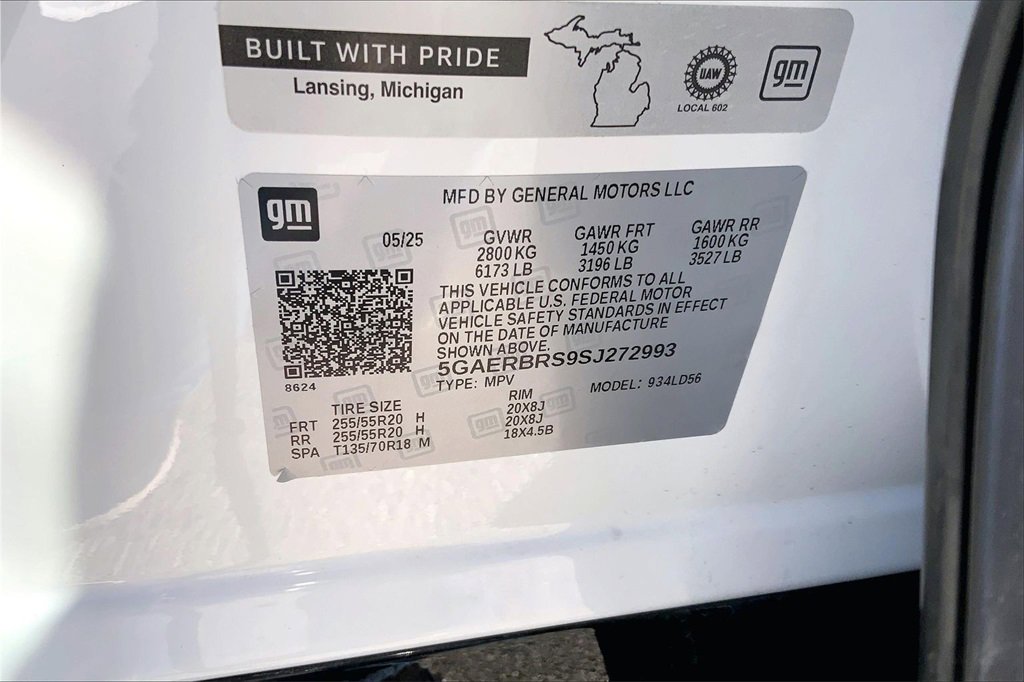 BUILT WITH PRIDE
Lansing, Michigan
UAW
LOCAL 602
gm
gm
MFD BY GENERAL MOTORS LLC
05/25
GVWR
2800 KG
6173 LB
GAWR FRT
1450 KG
3196 LB
GAWR RR
1600 KG
3527 LB
THIS VEHICLE CONFORMS TO ALL
APPLICABLE U.S. FEDERAL MOTOR
VEHICLE SAFETY STANDARDS IN EFFECT
ON THE DATE OF MANUFACTURE
SHOWN ABOVE.
5GAERBRS9SJ272993
TYPE: MPV
MODEL: 934LD56
8624
TIRE SIZE RIM
FRT 255/55R20 H 20X8J
RR 255/55R20 H 20X8J
SPA T135/70R18 M 18X4.5B